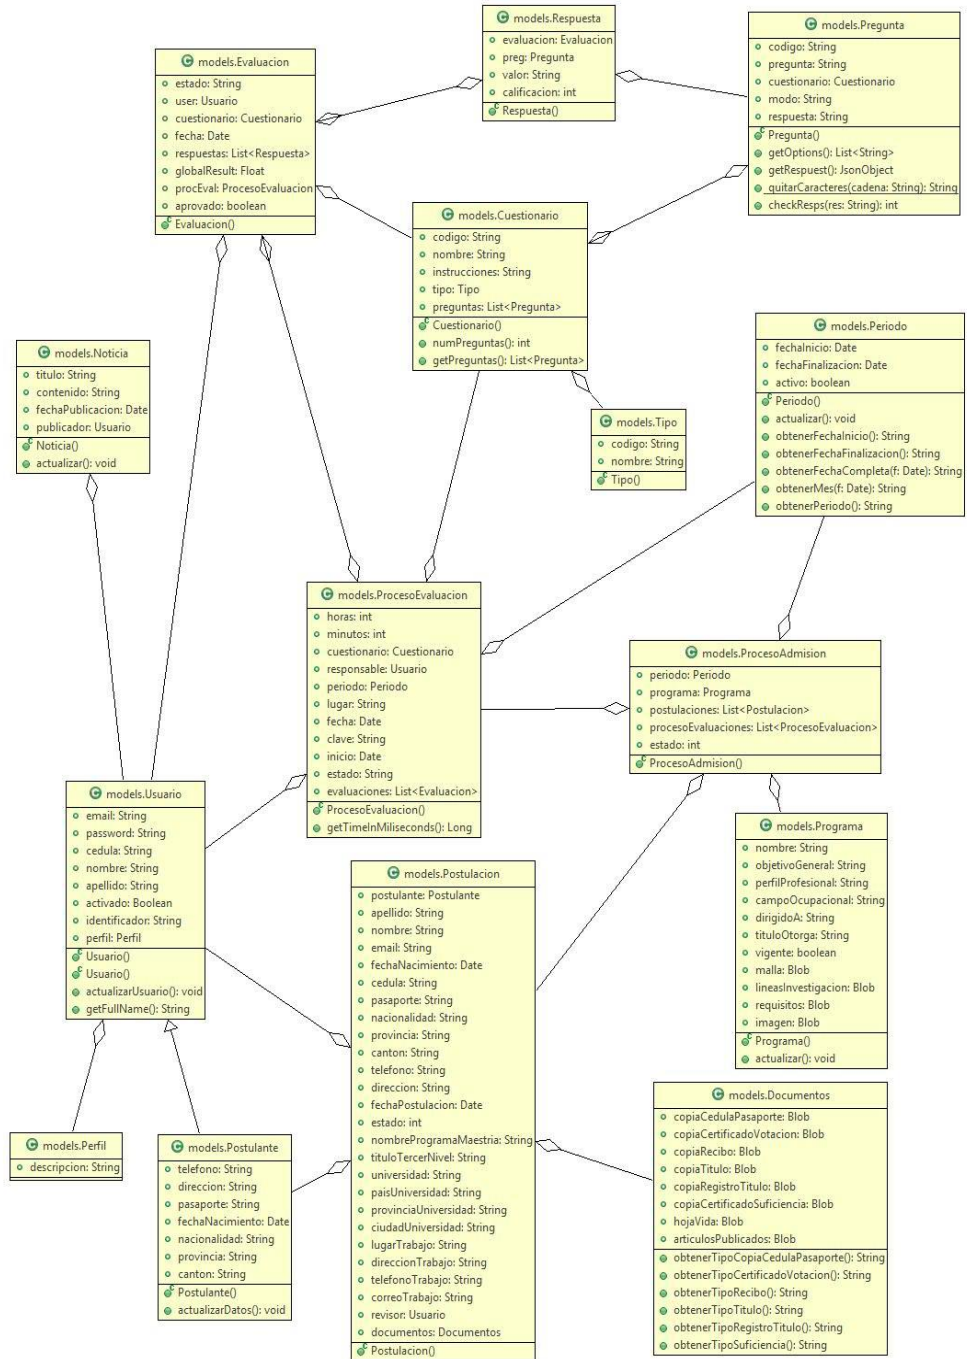 models.Respuesta
evaluacion: Evaluacion
preg: Pregunta
valor: String
calificacion: int
Respuesta()
models.Pregunta
codigo: String
pregunta: String
cuestionario: Cuestionario
modo: String
respuesta: String
Pregunta()
getOptions(): List<String>
getRespuest(): JsonObject
quitarCaracteres(cadena: String): String
checkResps(res: String): int
models.Evaluacion
estado: String
user: Usuario
cuestionario: Cuestionario
fecha: Date
respuestas: List<Respuesta>
globalResult: Float
procEval: ProcesoEvaluacion
aprovado: boolean
Evaluacion()
models.Cuestionario
codigo: String
nombre: String
instrucciones: String
tipo: Tipo
preguntas: List<Pregunta>
Cuestionario()
numPreguntas(): int
getPreguntas(): List<Pregunta>
models.Periodo
fechaInicio: Date
fechaFinalizacion: Date
activo: boolean
Periodo()
actualizar(): void
obtenerFechaInicio(): String
obtenerFechaFinalizacion(): String
obtenerFechaCompleta(f: Date): String
obtenerMes(f: Date): String
obtenerPeriodo(): String
models.Noticia
titulo: String
contenido: String
fechaPublicacion: Date
publicador: Usuario
Noticia()
actualizar(): void
models.Tipo
codigo: String
nombre: String
Tipo()
models.ProcesoEvaluacion
horas: int
minutos: int
cuestionario: Cuestionario
responsable: Usuario
periodo: Periodo
lugar: String
fecha: Date
clave: String
inicio: Date
estado: String
evaluaciones: List<Evaluacion>
ProcesoEvaluacion()
getTimeInMiliseconds(): Long
models.ProcesoAdmision
periodo: Periodo
programa: Programa
postulaciones: List<Postulacion>
procesoEvaluaciones: List<ProcesoEvaluacion>
estado: int
ProcesoAdmision()
models.Usuario
email: String
password: String
cedula: String
nombre: String
apellido: String
activado: Boolean
identificador: String
perfil: Perfil
Usuario()
Usuario()
actualizarUsuario(): void
getFullName(): String
models.Programa
nombre: String
objetivoGeneral: String
perfilProfesional: String
campoOcupacional: String
dirigidoA: String
tituloOtorga: String
vigente: boolean
malla: Blob
lineasInvestigacion: Blob
requisitos: Blob
imagen: Blob
Programa()
actualizar(): void
models.Postulacion
postulante: Postulante
apellido: String
nombre: String
email: String
fechaNacimiento: Date
cedula: String
pasaporte: String
nacionalidad: String
provincia: String
canton: String
telefono: String
direccion: String
fechaPostulacion: Date
estado: int
nombreProgramaMaestria: String
tituloTercerNivel: String
universidad: String
paisUniversidad: String
provinciaUniversidad: String
ciudadUniversidad: String
lugarTrabajo: String
direccionTrabajo: String
telefonoTrabajo: String
correoTrabajo: String
revisor: Usuario
documentos: Documentos
Postulacion()
models.Documentos
copiaCedulaPasaporte: Blob
copiaCertificadoVotacion: Blob
copiaRecibo: Blob
copiaTitulo: Blob
copiaRegistroTitulo: Blob
copiaCertificadoSuficiencia: Blob
hojaVida: Blob
articulosPublicados: Blob
obtenerTipoCopiaCedulaPasaporte(): String
obtenerTipoCertificadoVotacion(): String
obtenerTipoRecibo(): String
obtenerTipoTitulo(): String
obtenerTipoRegistroTitulo(): String
obtenerTipoSuficiencia(): String
models.Perfil
descripcion: String
models.Postulante
telefono: String
direccion: String
pasaporte: String
fechaNacimiento: Date
nacionalidad: String
provincia: String
canton: String
Postulante()
actualizarDatos(): void